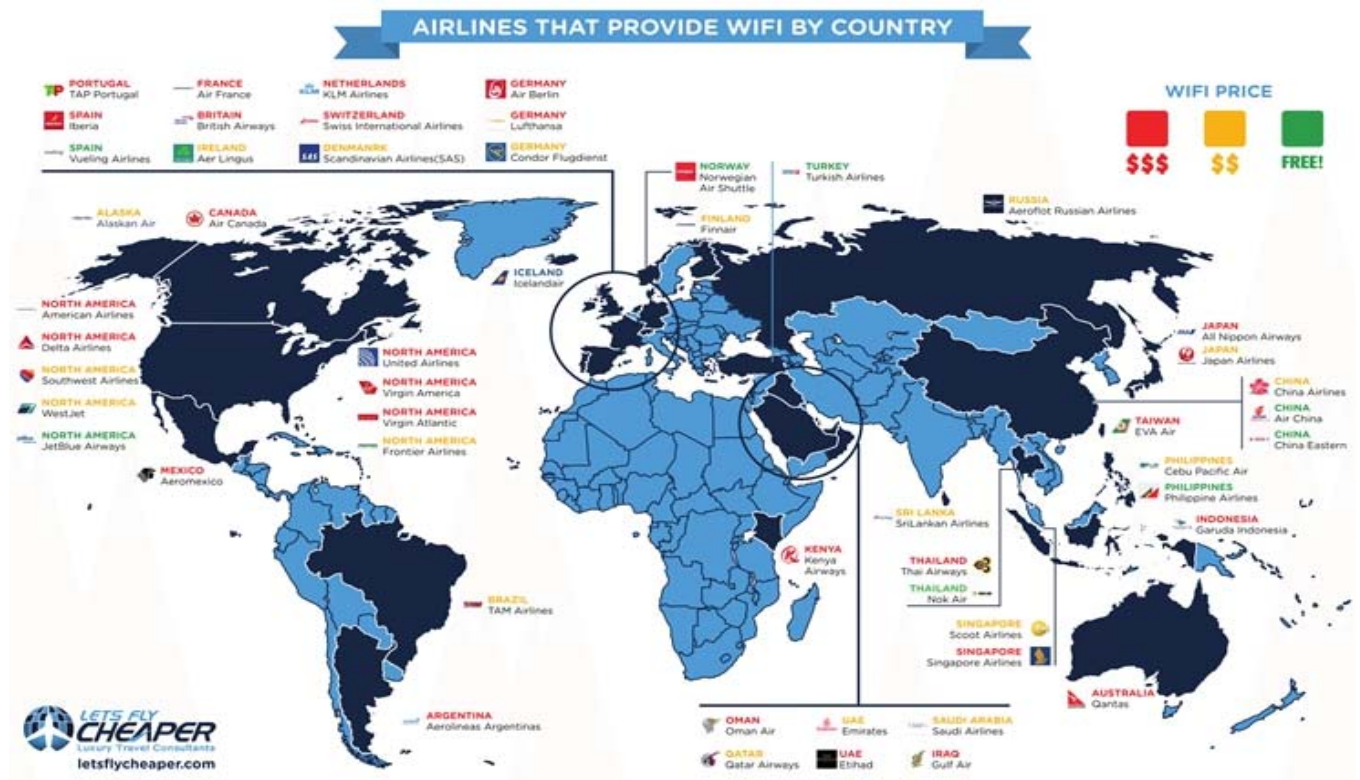 AIRLINES THAT PROVIDE WIFI BY COUNTRY
PORTUGAL
TAP Portugal
FRANCE
Air France
NETHERLANDS
KLM Airlines
GERMANY
Air Berlin
SPAIN
Iberia
BRITAIN
British Airways
SWITZERLAND
Swiss International Airlines
GERMANY
Lufthansa
SPAIN
Vueling Airlines
IRELAND
Aer Lingus
DENMANRK
Scandinavian Airlines(SAS)
GERMANY
Condor Flugdienst
WIFI PRICE
$$$
$$
FREE!
NORWAY
Norwegian
Air Shuttle
TURKEY
Turkish Airlines
FINLAND
Finnair
RUSSIA
Aeroflot Russian Airlines
ALASKA
Alaskan Air
CANADA
Air Canada
ICELAND
Icelandair
NORTH AMERICA
American Airlines
NORTH AMERICA
Delta Airlines
NORTH AMERICA
Southwest Airlines
NORTH AMERICA
WestJet
NORTH AMERICA
JetBlue Airways
NORTH AMERICA
United Airlines
NORTH AMERICA
Virgin America
NORTH AMERICA
Virgin Atlantic
NORTH AMERICA
Frontier Airlines
MEXICO
Aeromexico
JAPAN
All Nippon Airways
JAPAN
Japan Airlines
CHINA
China Airlines
CHINA
Air China
CHINA
China Eastern
TAIWAN
EVA Air
PHILIPPINES
Cebu Pacific Air
PHILIPPINES
Philippine Airlines
INDONESIA
Garuda Indonesia
SRI LANKA
SriLankan Airlines
THAILAND
Thai Airways
THAILAND
Nok Air
SINGAPORE
Scoot Airlines
SINGAPORE
Singapore Airlines
KENYA
Kenya
Airways
BRAZIL
TAM Airlines
ARGENTINA
Aerolineas Argentinas
AUSTRALIA
Qantas
OMAN
Oman Air
UAE
Emirates
SAUDI ARABIA
Saudi Airlines
QATAR
Qatar Airways
UAE
Etihad
IRAQ
Gulf Air
LETS FLY
CHEAPER
Luxury Travel Consultants
letsflycheaper.com